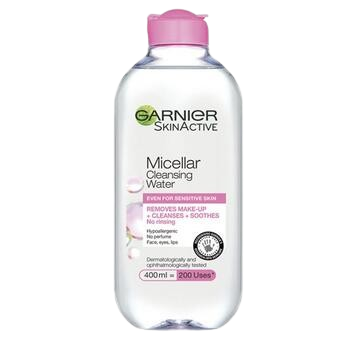 GARNIER
SKINACTIVE
Micellar
Cleansing
Water
EVEN FOR SENSITIVE SKIN
REMOVES MAKE-UP
+ CLEANSES + SOOTHES
No rinsing
Hypoallergenic
No perfume
Face, eyes, lips
Dermatologically and
ophthalmologically tested
400ml = 200 Uses*